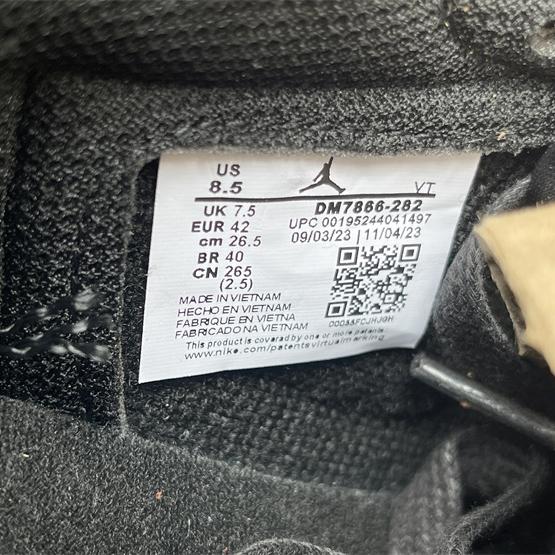 US
8.5
VT
UK 7.5
DM7866-282
EUR 42
UPC 00195244041497
cm 26.5
09/03/23 | 11/04/23
BR 40
CN 265
(2.5)
MADE IN VIETNAM
HECHO EN VIETNAM
FABRIQUE EN VIETNA
FABRICADO NA VIETNAM
This product is covered by one or more patents
www.nike.com/patentsvirtualmarking